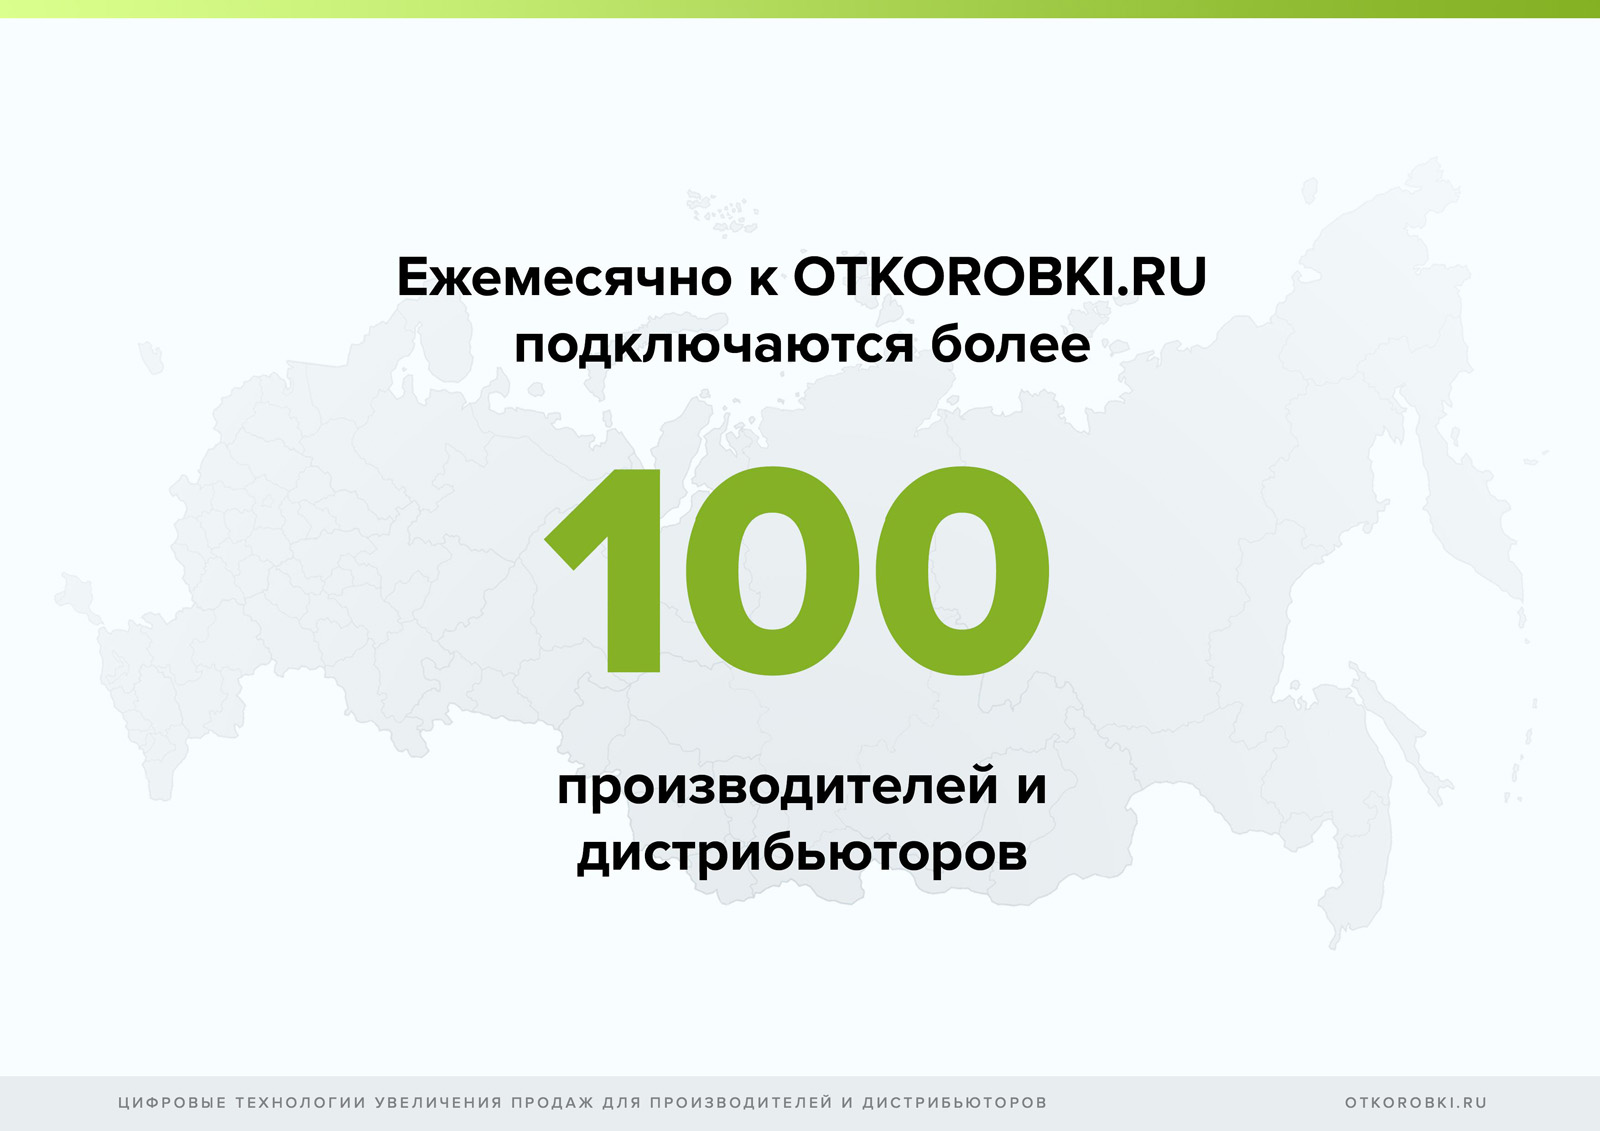 Ежемесячно к OTKOROBKI.RU
подключаются более
100
производителей и
дистрибьюторов
ЦИФРОВЫЕ ТЕХНОЛОГИИ УВЕЛИЧЕНИЯ ПРОДАЖ ДЛЯ ПРОИЗВОДИТЕЛЕЙ И ДИСТРИБЬЮТОРОВ
OTKOROBKI.RU